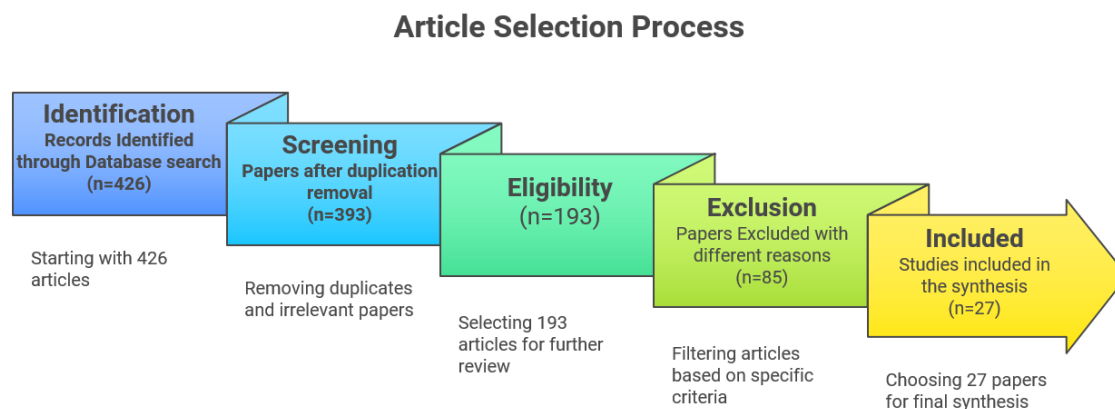 Article Selection Process
Identification
Records Identified
through Database search
(n=426)
Starting with 426
articles
Screening
Papers after duplication
removal
(n=393)
Removing duplicates
and irrelevant papers
Eligibility
(n=193)
Selecting 193
articles for further
review
Exclusion
Papers Excluded with
different reasons
(n=85)
Filtering articles
based on specific
criteria
Included
Studies included in
the synthesis
(n=27)
Choosing 27 papers
for final synthesis